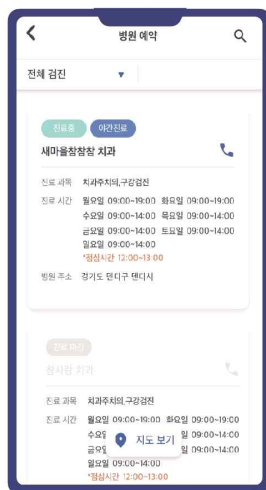 병원 예약
전체 검진 ▼
진료중 야간진료
새마을참참참 치과
진료 과목 치과주치의,구강검진
진료 시간 월요일 09:00~19:00 화요일 09:00~19:00
수요일 09:00~14:00 목요일 09:00~14:00
금요일 09:00~14:00 토요일 09:00~14:00
일요일 09:00~14:00
*점심시간 12:00~13:00
병원 주소 경기도 덴디구 덴디시
진료 마감
치과
진료 과목 치과주치의,구강검진
진료 시간 월요일 09:00~19:00 화요일 09:00~19:00
수요일 09:00~14:00
지도 보기
금요일 09:00~14:00
일요일 09:00~14:00
*점심시간 12:00~13:00